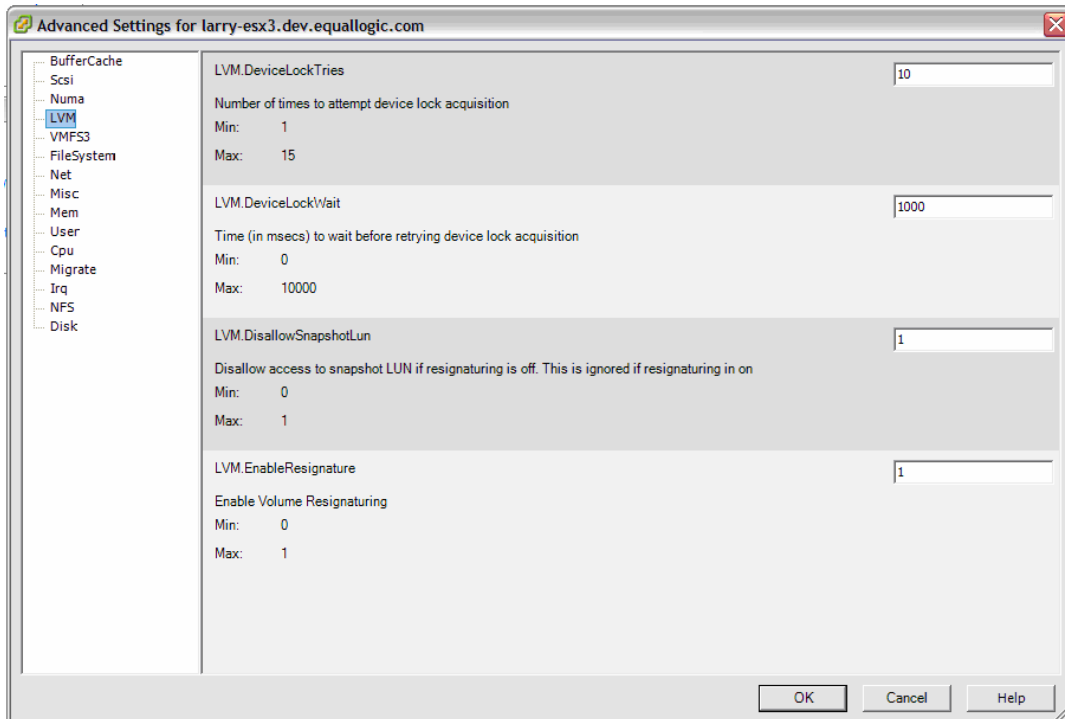 Advanced Settings for larry-esx3.dev.equallogic.com
BufferCache
Scsi
Numa
LVM
VMFS3
FileSystem
Net
Misc
Mem
User
Cpu
Migrate
Irq
NFS
Disk
LVM.DeviceLockTries 10
Number of times to attempt device lock acquisition
Min: 1
Max: 15
LVM.DeviceLockWait 1000
Time (in msecs) to wait before retrying device lock acquisition
Min: 0
Max: 10000
LVM.DisallowSnapshotLun 1
Disallow access to snapshot LUN if resignaturing is off. This is ignored if resignaturing in on
Min: 0
Max: 1
LVM.EnableResignature 1
Enable Volume Resignaturing
Min: 0
Max: 1
OK Cancel Help